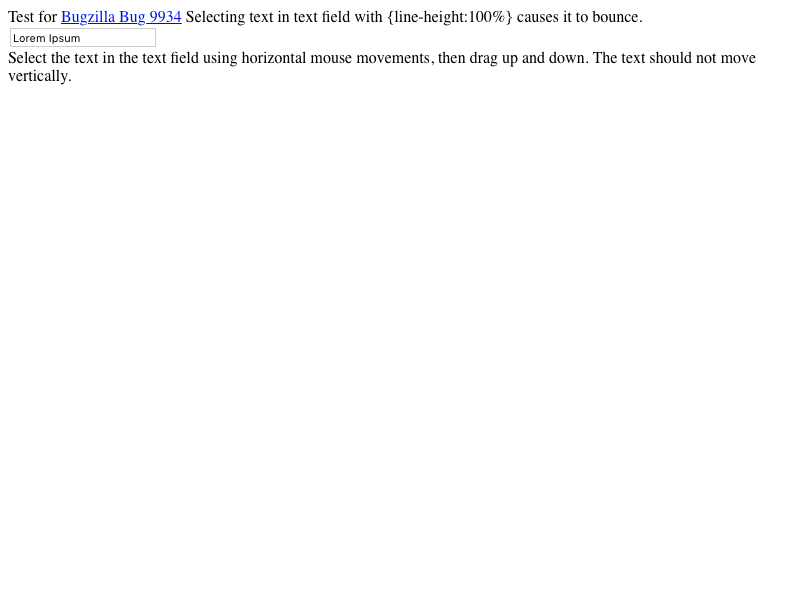 Test for Bugzilla Bug 9934 Selecting text in text field with {line-height:100%} causes it to bounce.
Lorem Ipsum
Select the text in the text field using horizontal mouse movements, then drag up and down. The text should not move
vertically.